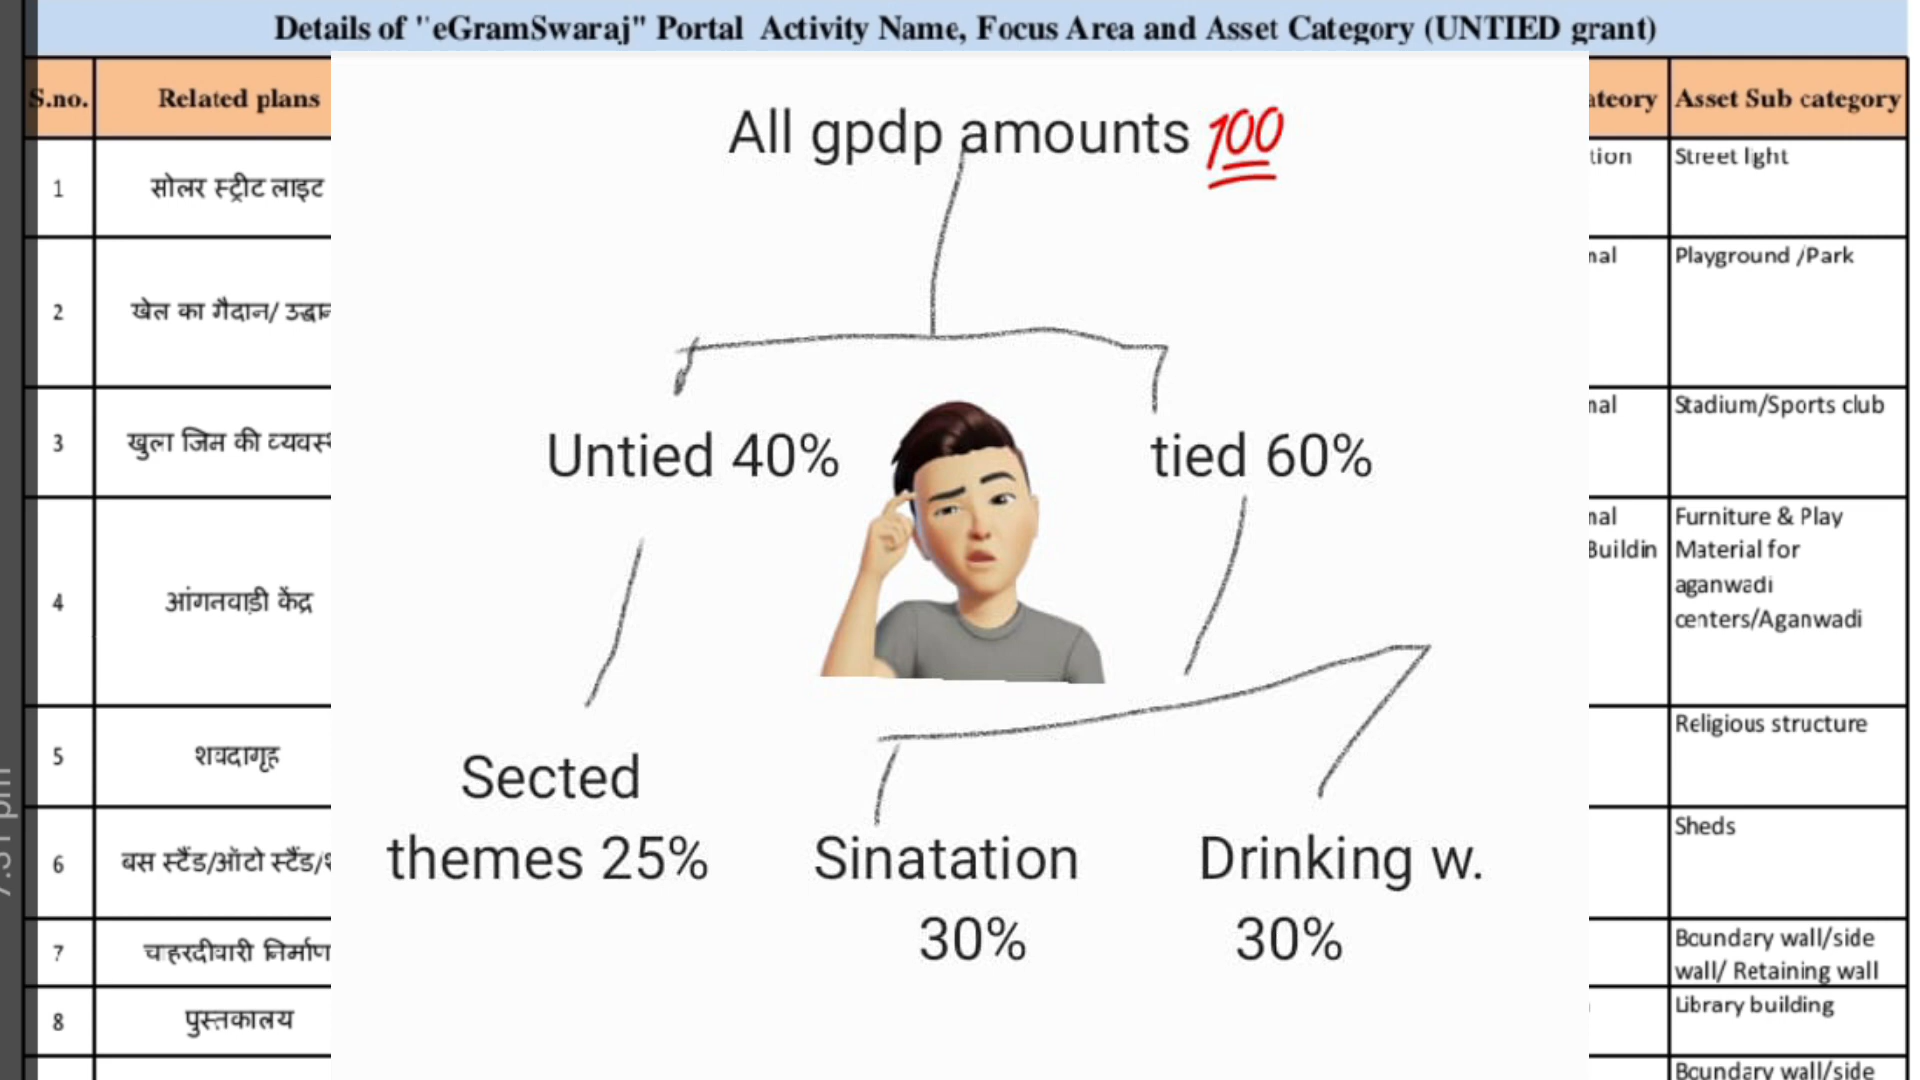 Details of "eGramSwaraj" Portal Activity Name, Focus Area and Asset Category (UNTIED grant)
S.no. Related plans ateory Asset Sub category
All gpdp amounts 💯
1 सोलर स्ट्रीट लाइट tion Street light
2 खेल का मैदान/ nal Playground /Park
Untied 40% tied 60%
3 खुला जिम की nal Stadium/Sports club
4 आंगनवाड़ी केंद्र nal Furniture & Play
Buildin Material for
aganwadi
centers/Aganwadi
5 शवदागृह Religious structure
Sected
themes 25% Sinatation Drinking w.
30% 30%
6 बस स्टैंड/ऑटो स्टैंड/ Sheds
7 चाहरदीवारी निर्माण Boundary wall/side
wall/ Retaining wall
8 पुस्तकालय Library building
Boundary wall/side